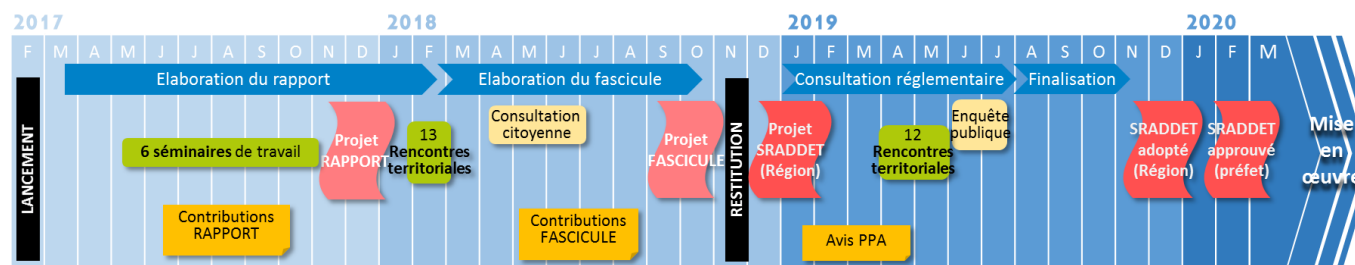 2017 2018 2019 2020
F M A M J J A S O N D J F M A M J J A S O N D J F M A M J J A S O N D J F M
Elaboration du rapport
Elaboration du fascicule
Consultation réglementaire
Finalisation
LANCEMENT
6 séminaires de travail
Contributions
RAPPORT
Projet
RAPPORT
13
Rencontres
territoriales
Consultation
citoyenne
Contributions
FASCICULE
Projet
FASCICULE
RESTITUTION
Projet
SRADDET
(Région)
Avis PPA
12
Rencontres
territoriales
Enquête
publique
SRADDET
adopté
(Région)
SRADDET
approuvé
(préfet)
Mise
en
œuvre